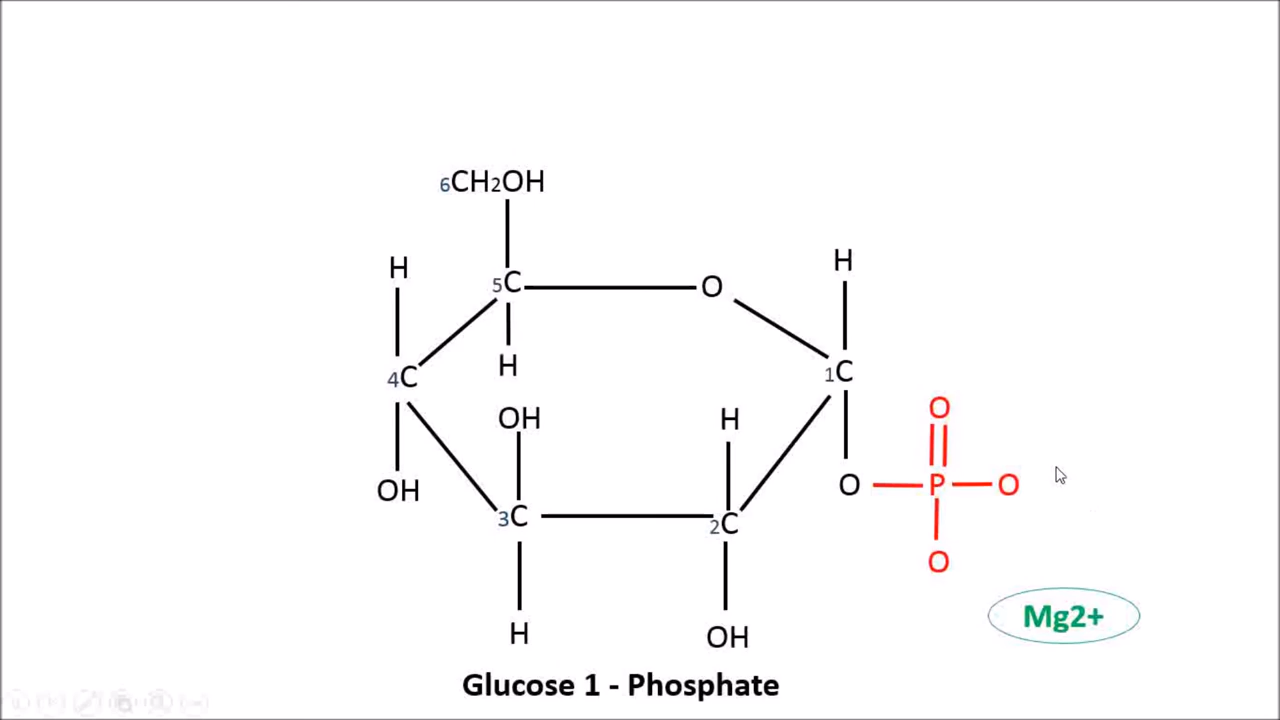 6CH2OH
H
H
5C
O
H
4C
1C
OH
H
O
OH
O
P
O
3C
2C
O
Mg2+
H
OH
Glucose 1 - Phosphate